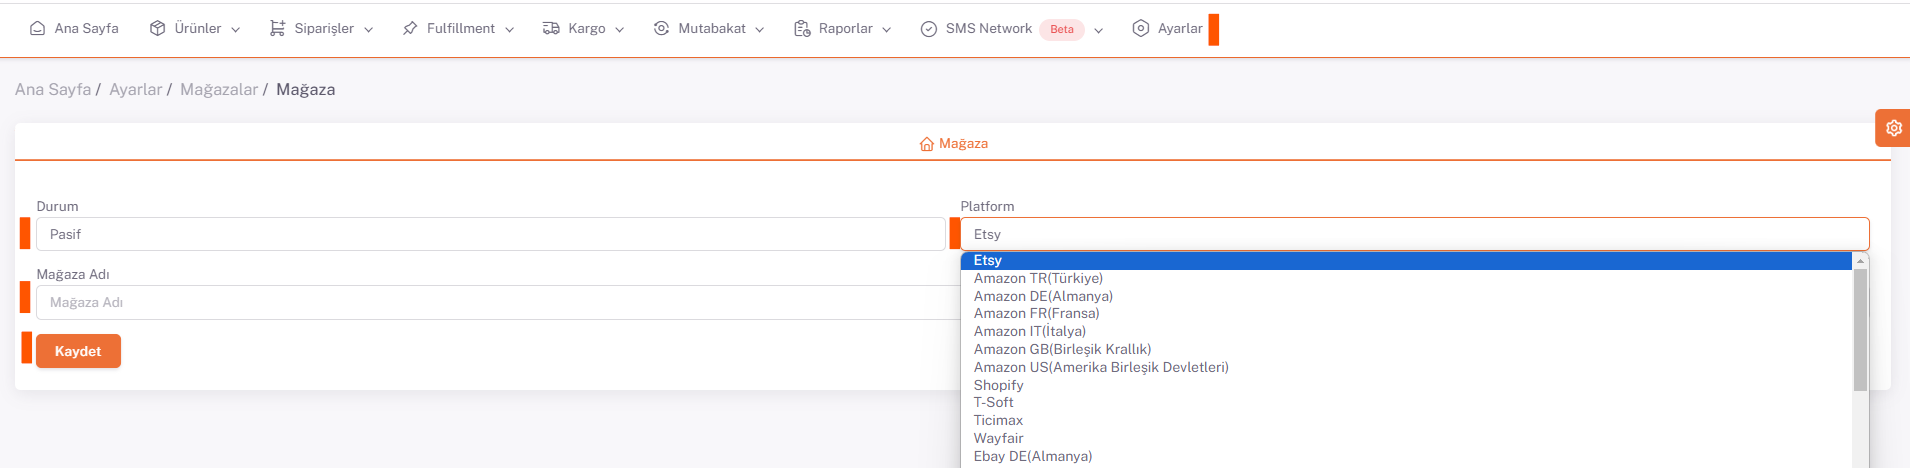 Ana Sayfa Ürünler Siparişler Fulfillment Kargo Mutabakat Raporlar SMS Network Beta Ayarlar
Ana Sayfa / Ayarlar / Mağazalar / Mağaza
Mağaza
Durum
Pasif
Platform
Etsy
Mağaza Adı
Mağaza Adı
Kaydet
Etsy
Amazon TR(Türkiye)
Amazon DE(Almanya)
Amazon FR(Fransa)
Amazon IT(İtalya)
Amazon GB(Birleşik Krallık)
Amazon US(Amerika Birleşik Devletleri)
Shopify
T-Soft
Ticimax
Wayfair
Ebay DE(Almanya)